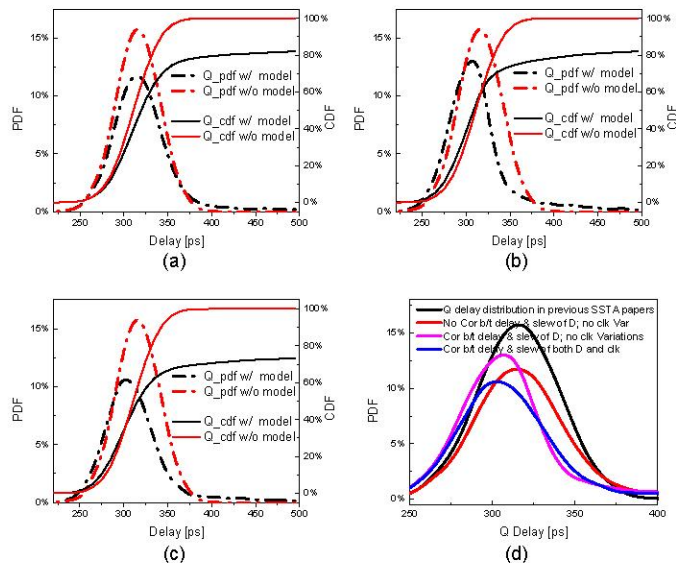 15%
10%
5%
0%
PDF
100%
80%
60%
40%
20%
0%
CDF
Q_pdf w/ model
Q_pdf w/o model
Q_cdf w/ model
Q_cdf w/o model
250 300 350 400 450 500
Delay [ps]
(a)
15%
10%
5%
0%
PDF
100%
80%
60%
40%
20%
0%
CDF
Q_pdf w/ model
Q_pdf w/o model
Q_cdf w/ model
Q_cdf w/o model
250 300 350 400 450 500
Delay [ps]
(b)
15%
10%
5%
0%
PDF
100%
80%
60%
40%
20%
0%
CDF
Q_pdf w/ model
Q_pdf w/o model
Q_cdf w/ model
Q_cdf w/o model
250 300 350 400 450 500
Delay [ps]
(c)
15%
10%
5%
0%
PDF
Q delay distribution in previous SSTA papers
No Cor b/t delay & slew of D; no clk Var
Cor b/t delay & slew of D; no clk Variations
Cor b/t delay & slew of both D and clk
250 300 350 400
Q Delay [ps]
(d)